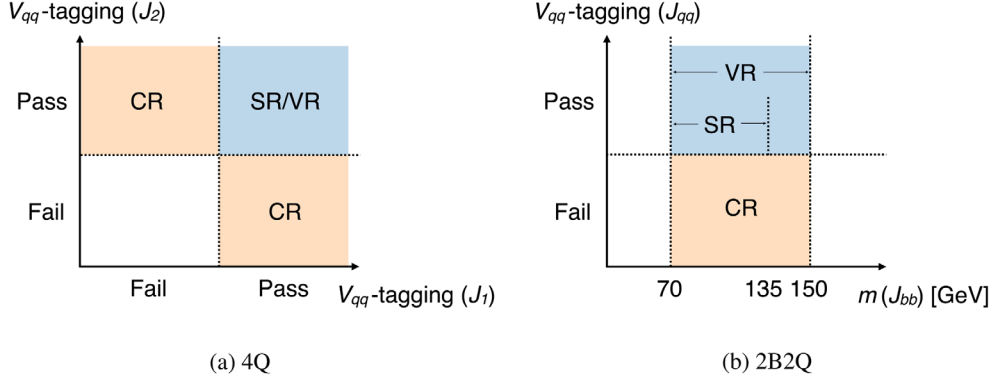 Vqq-tagging (J2)
Pass
CR
SR/VR
Fail
CR
Fail
Pass
Vqq-tagging (J1)
(a) 4Q
Vqq-tagging (Jqq)
Pass
VR
SR
Fail
CR
70
135
150
m (Jbb) [GeV]
(b) 2B2Q